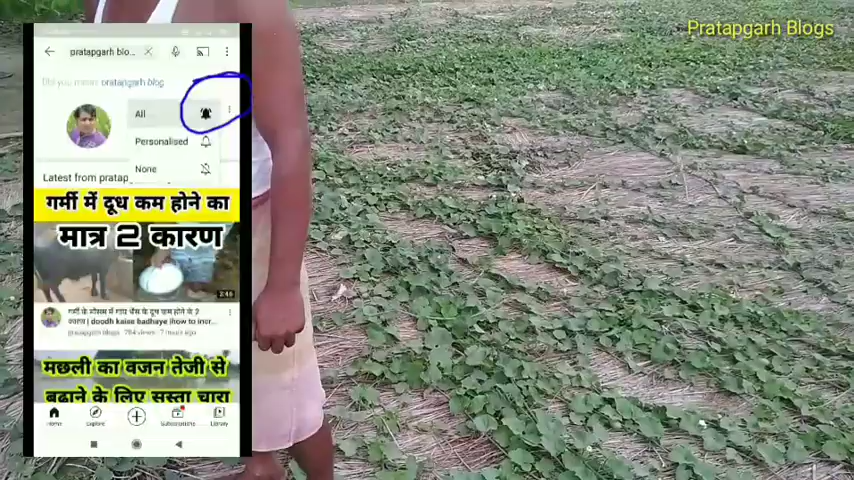 Pratapgarh Blogs
pratapgarh blo...
Did you mean pratapgarh blog
All
Personalised
None
Latest from pratap
गर्मी में दूध कम होने का
मात्र 2 कारण
2:46
गर्मी के मौसम में गाय भैंस के दूध कम होने के 2
कारण | doodh kaise badhaye |how to incr...
pratapgarh Blogs · 784 views · 7 hours ago
मछली का वजन तेजी से
बढाने के लिए सस्ता चारा
Home
Explore
Subscriptions
Library